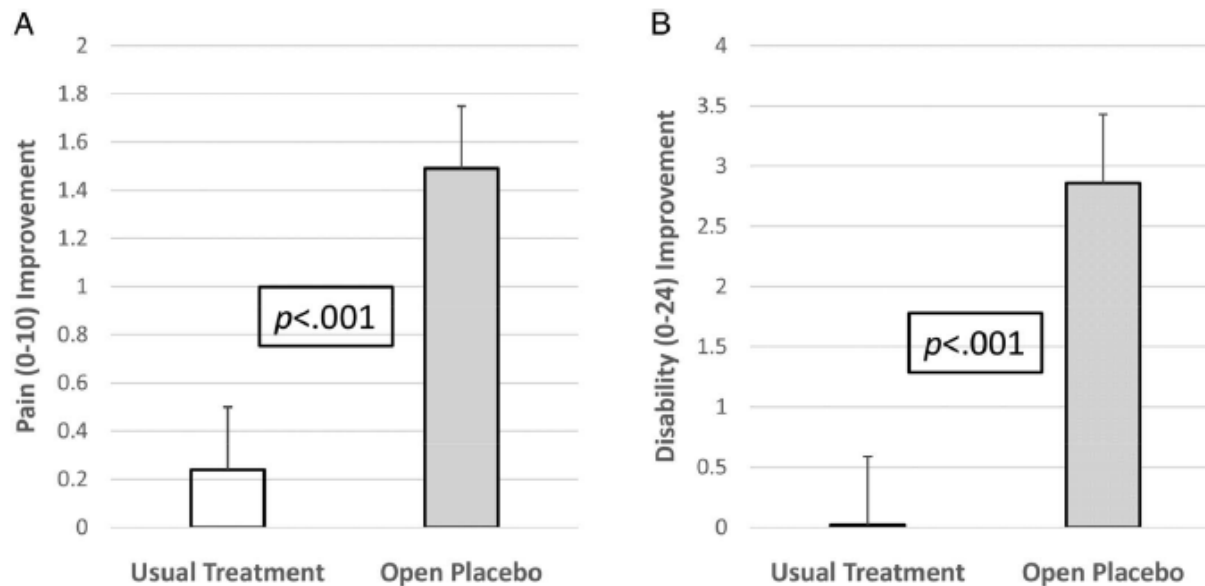 A
Pain (0-10) Improvement
2
1.8
1.6
1.4
1.2
1
0.8
0.6
0.4
0.2
0
p<.001
Usual Treatment
Open Placebo
B
Disability (0-24) Improvement
4
3.5
3
2.5
2
1.5
1
0.5
0
p<.001
Usual Treatment
Open Placebo